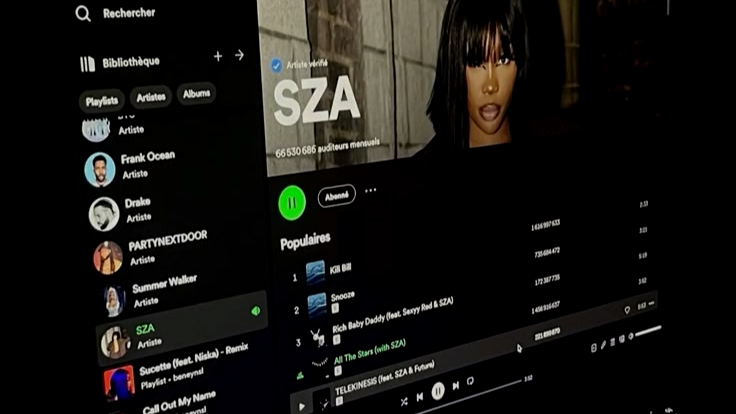 Rechercher
Bibliothèque
Playlists Artistes Albums
Artiste
Frank Ocean
Artiste
Drake
Artiste
PARTYNEXTDOOR
Artiste
Summer Walker
Artiste
SZA
Artiste
Sucette (feat. Niska) - Remix
Playlist • beneynsl
Call Out My Name
Artiste vérifié
SZA
66 530 686 auditeurs mensuels
Abonné
Populaires
1 Kill Bill
2 Snooze
3 Rich Baby Daddy (feat. Sexyy Red & SZA)
All The Stars (with SZA)
TELEKINESIS (feat. SZA & Future)